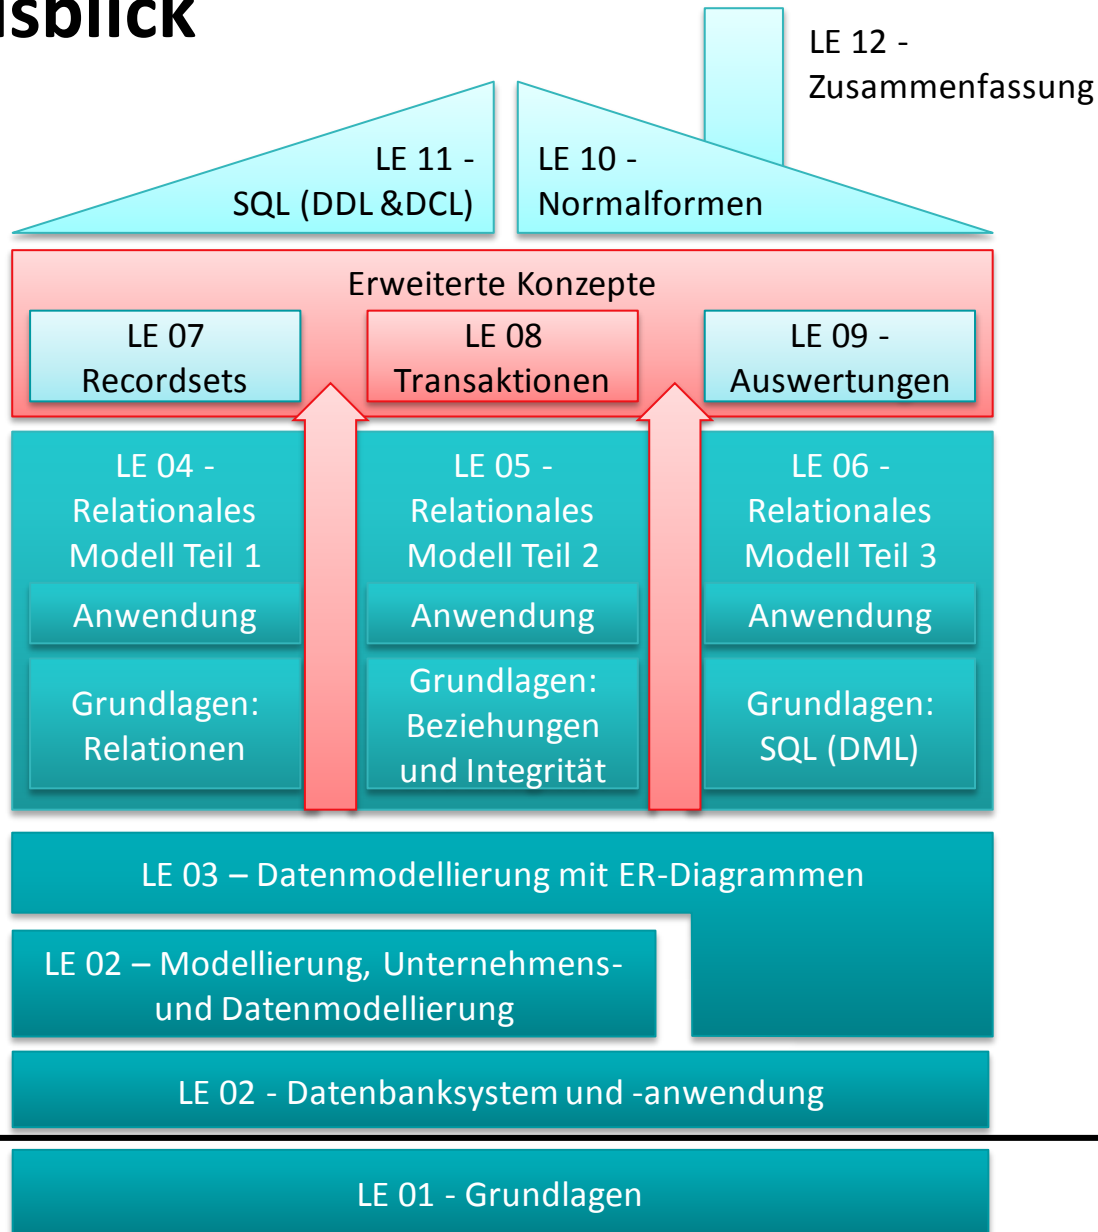 sblick
LE 12 -
Zusammenfassung
LE 11 -
SQL (DDL &DCL)
LE 10 -
Normalformen
Erweiterte Konzepte
LE 07
Recordsets
LE 08
Transaktionen
LE 09 -
Auswertungen
LE 04 -
Relationales
Modell Teil 1
Anwendung
Grundlagen:
Relationen
LE 05 -
Relationales
Modell Teil 2
Anwendung
Grundlagen:
Beziehungen
und Integrität
LE 06 -
Relationales
Modell Teil 3
Anwendung
Grundlagen:
SQL (DML)
LE 03 – Datenmodellierung mit ER-Diagrammen
LE 02 – Modellierung, Unternehmens-
und Datenmodellierung
LE 02 - Datenbanksystem und -anwendung
LE 01 - Grundlagen